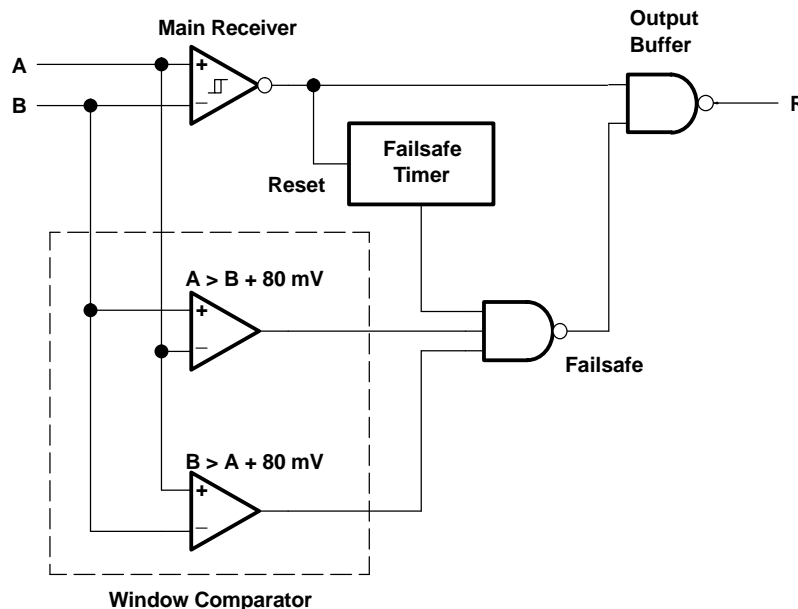 Output
Buffer
Main Receiver
A
+
B
_
R
Failsafe
Timer
Reset
A > B + 80 mV
+
_
Failsafe
B > A + 80 mV
+
_
Window Comparator